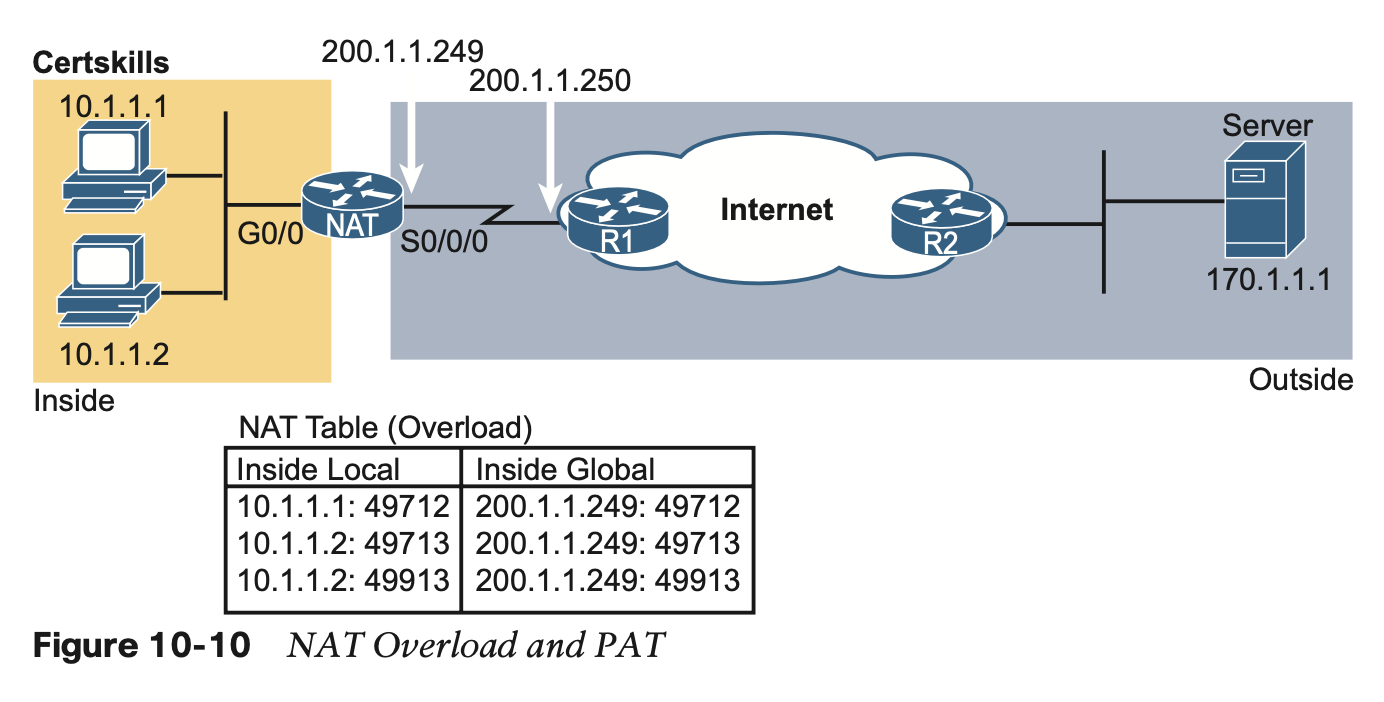 200.1.1.249
Certskills
200.1.1.250
10.1.1.1
Server
Internet
NAT
G0/0
S0/0/0
R1
R2
170.1.1.1
10.1.1.2
Inside
Outside
NAT Table (Overload)
Inside Local Inside Global
10.1.1.1: 49712 200.1.1.249: 49712
10.1.1.2: 49713 200.1.1.249: 49713
10.1.1.2: 49913 200.1.1.249: 49913
Figure 10-10 NAT Overload and PAT